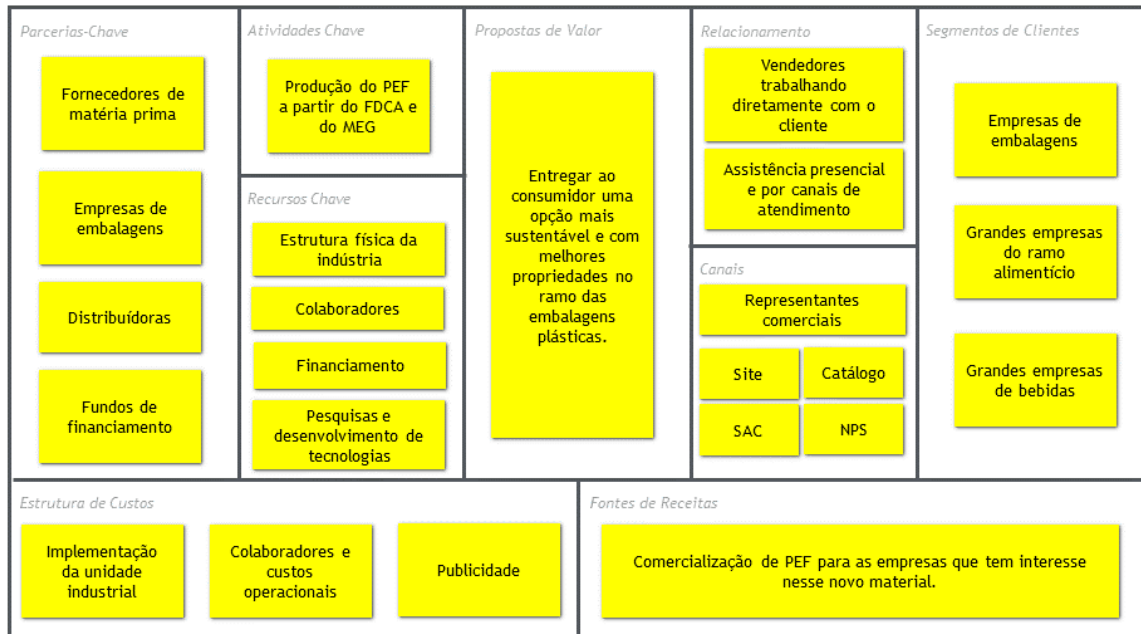 Parcerias-Chave
Fornecedores de
matéria prima
Empresas de
embalagens
Distribuídoras
Fundos de
financiamento
Atividades Chave
Produção do PEF
a partir do FDCA e
do MEG
Recursos Chave
Estrutura física da
indústria
Colaboradores
Financiamento
Pesquisas e
desenvolvimento de
tecnologias
Propostas de Valor
Entregar ao
consumidor uma
opção mais
sustentável e com
melhores
propriedades no
ramo das
embalagens
plásticas.
Relacionamento
Vendedores
trabalhando
diretamente com o
cliente
Assistência presencial
e por canais de
atendimento
Canais
Representantes
comerciais
Site
Catálogo
SAC
NPS
Segmentos de Clientes
Empresas de
embalagens
Grandes empresas
do ramo
alimentício
Grandes empresas
de bebidas
Estrutura de Custos
Implementação
da unidade
industrial
Colaboradores e
custos
operacionais
Publicidade
Fontes de Receitas
Comercialização de PEF para as empresas que tem interesse
nesse novo material.